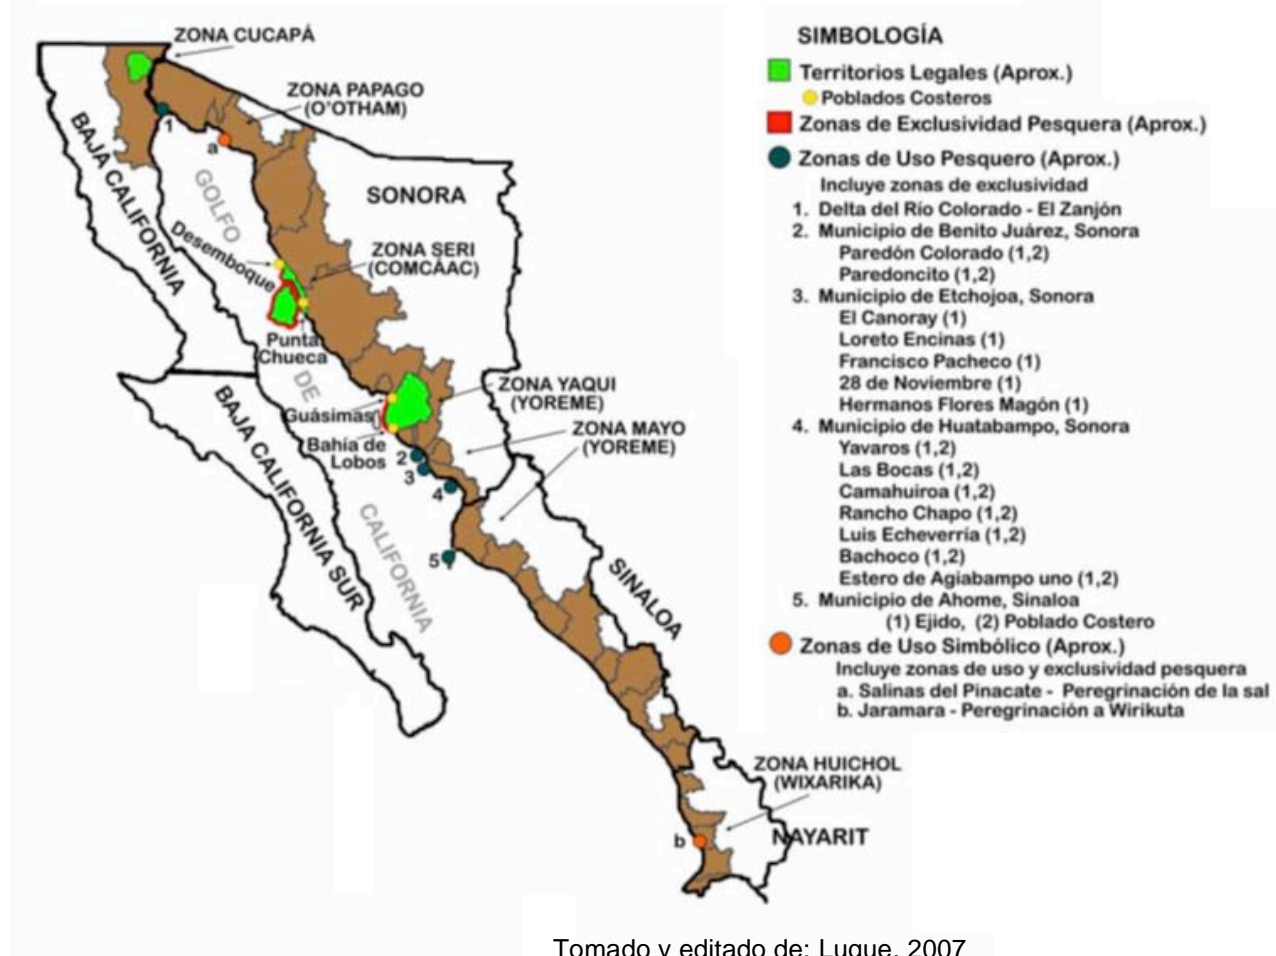 ZONA CUCAPÁ
ZONA PAPAGO
(O'OTHAM)
1
a
BAJA CALIFORNIA
GOLFO
SONORA
Desemboque
ZONA SERI
(COMCÀAC)
Punta
Chueca
DE
ZONA YAQUI
(YOREME)
Guásimas
ZONA MAYO
(YOREME)
Bahía de
Lobos
2
3
4
BAJA CALIFORNIA SUR
CALIFORNIA
5
SINALOA
ZONA HUICHOL
(WIXARIKA)
b
NAYARIT
SIMBOLOGÍA
Territorios Legales (Aprox.)
Poblados Costeros
Zonas de Exclusividad Pesquera (Aprox.)
Zonas de Uso Pesquero (Aprox.)
Incluye zonas de exclusividad
1. Delta del Río Colorado - El Zanjón
2. Municipio de Benito Juárez, Sonora
Paredón Colorado (1,2)
Paredoncito (1,2)
3. Municipio de Etchojoa, Sonora
El Canoray (1)
Loreto Encinas (1)
Francisco Pacheco (1)
28 de Noviembre (1)
Hermanos Flores Magón (1)
4. Municipio de Huatabampo, Sonora
Yavaros (1,2)
Las Bocas (1,2)
Camahuiroa (1,2)
Rancho Chapo (1,2)
Luis Echeverría (1,2)
Bachoco (1,2)
Estero de Agiabampo uno (1,2)
5. Municipio de Ahome, Sinaloa
(1) Ejido, (2) Poblado Costero
Zonas de Uso Simbólico (Aprox.)
Incluye zonas de uso y exclusividad pesquera
a. Salinas del Pinacate - Peregrinación de la sal
b. Jaramara - Peregrinación a Wirikuta
Tomado y editado de: Luque, 2007